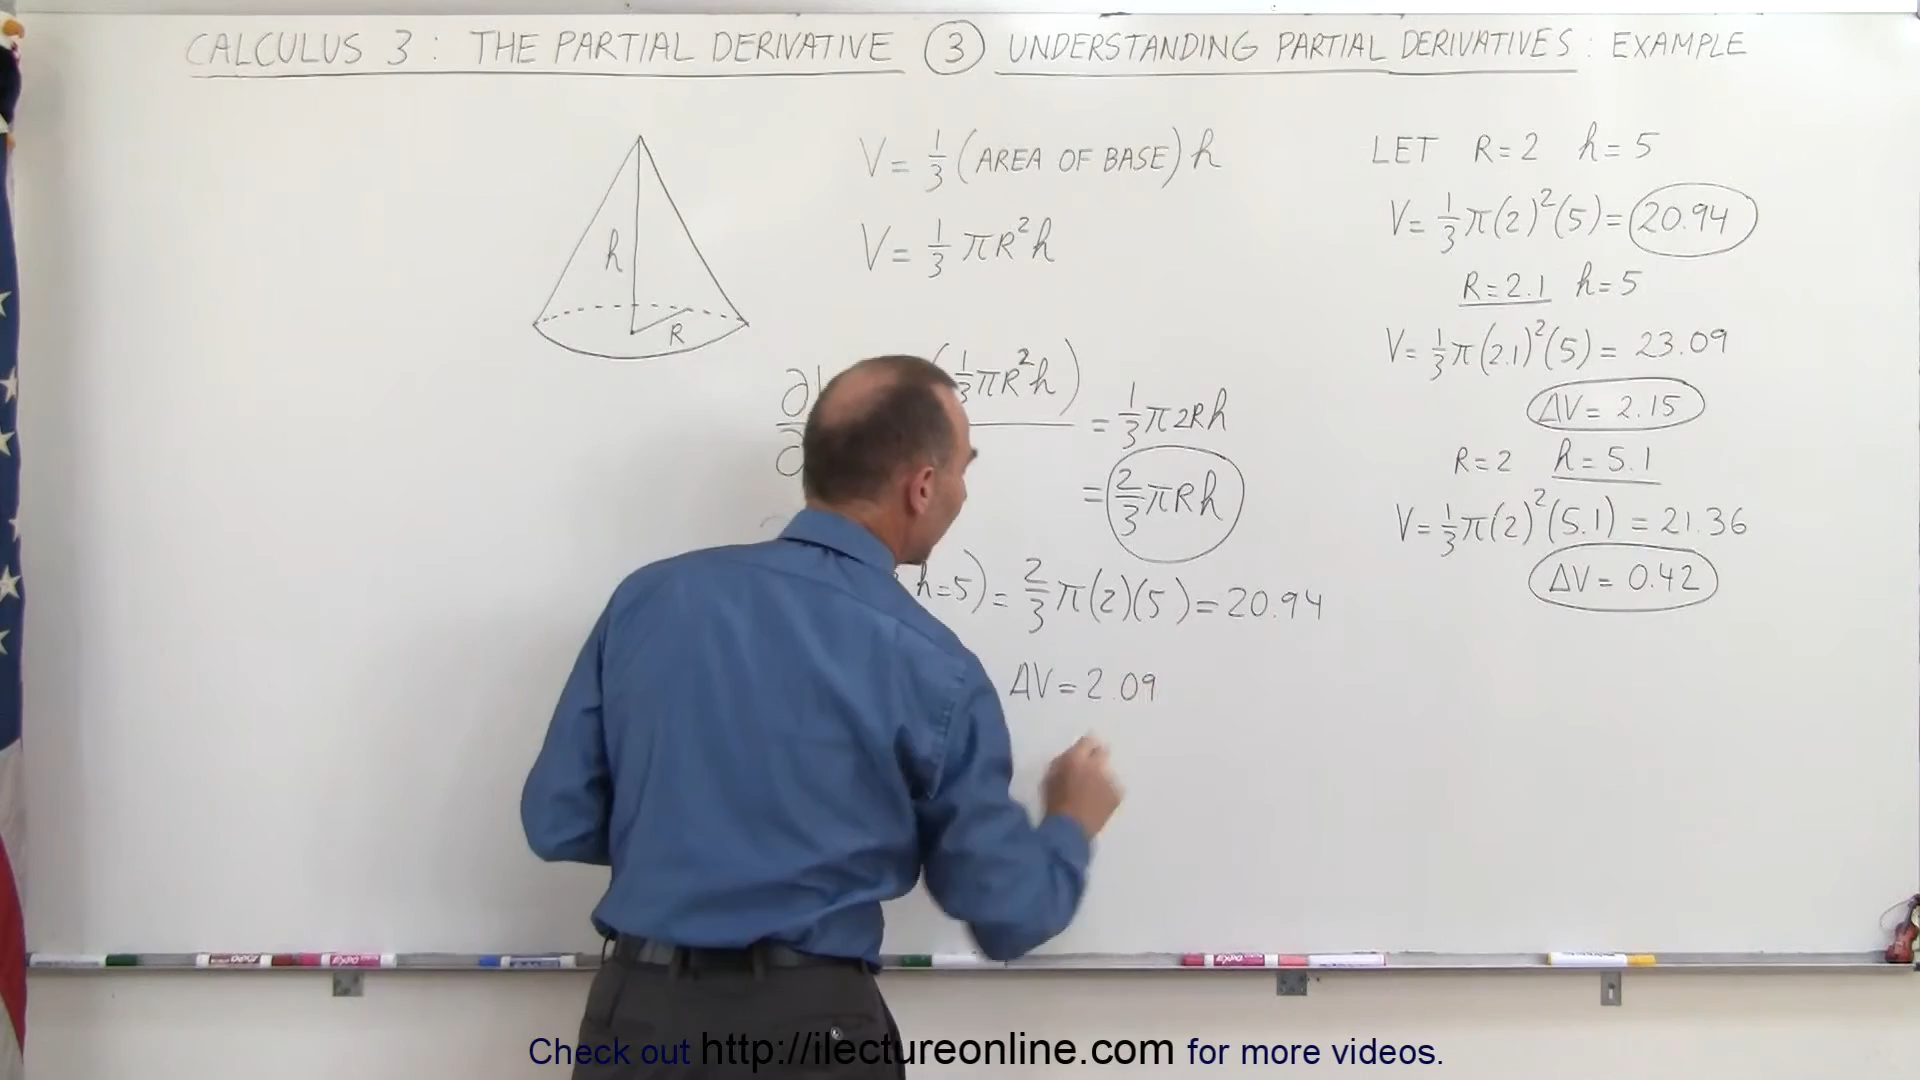 CALCULUS 3: THE PARTIAL DERIVATIVE ③ UNDERSTANDING PARTIAL DERIVATIVES: EXAMPLE
h
R
V = 1/3 (AREA OF BASE) h
V = 1/3 πR²h
(1/3 πR²h) = 1/3 π2Rh
= 2/3 πRh
h=5) = 2/3 π(2)(5) = 20.94
ΔV = 2.09
LET R=2 h=5
V = 1/3 π(2)²(5) = 20.94
R=2.1 h=5
V = 1/3 π(2.1)²(5) = 23.09
ΔV = 2.15
R=2 h=5.1
V = 1/3 π(2)²(5.1) = 21.36
ΔV = 0.42
EXPO
Check out http://ilectureonline.com for more videos.